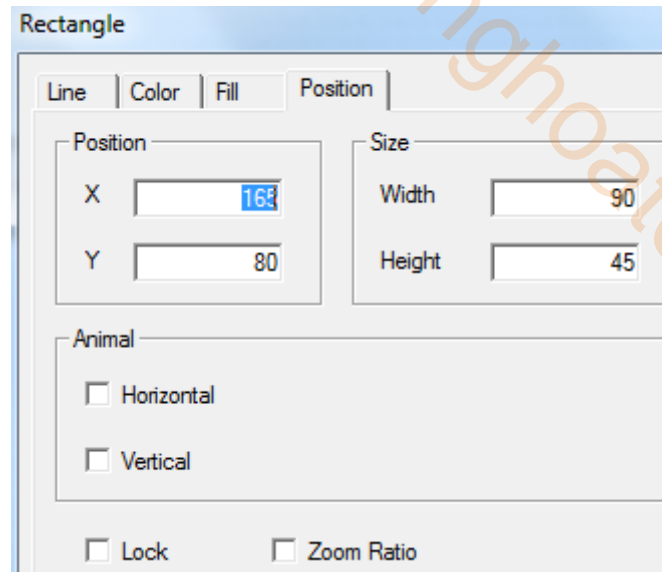 Rectangle
Line Color Fill Position
Position Size
X 165 Width 90
Y 80 Height 45
Animal
Horizontal
Vertical
Lock Zoom Ratio